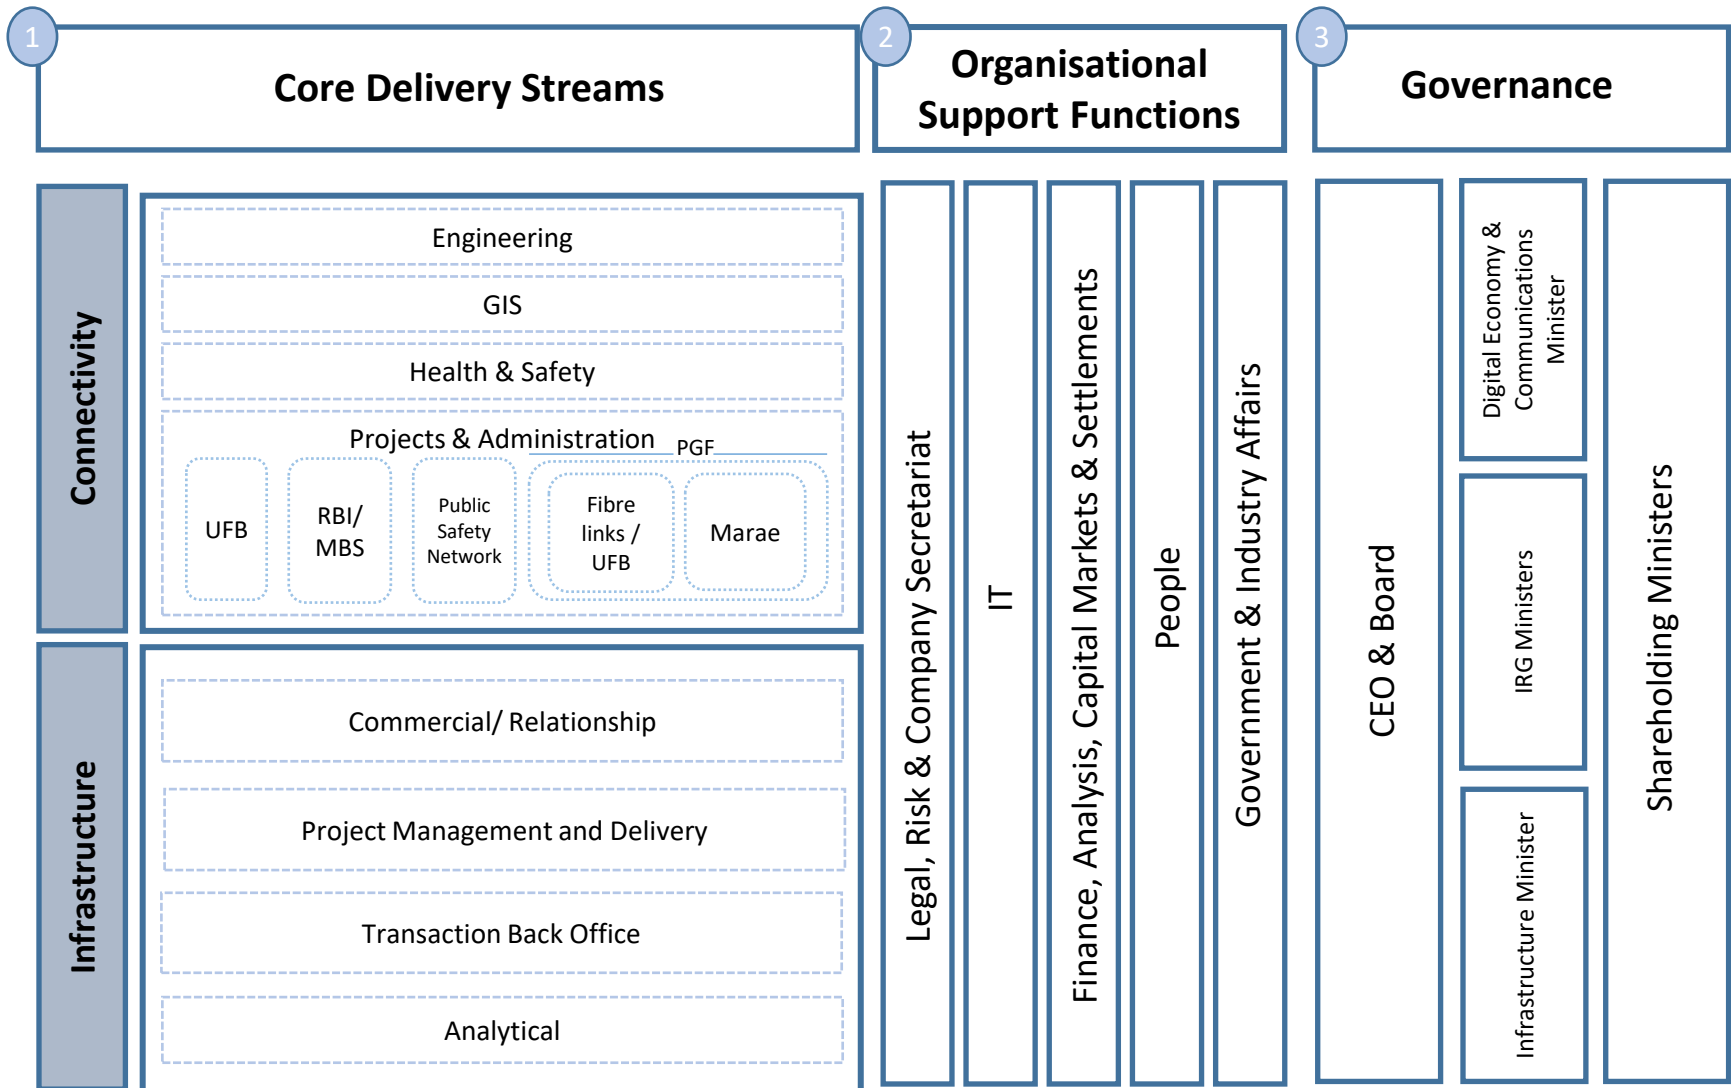 1
Core Delivery Streams
2
Organisational
Support Functions
3
Governance
Connectivity
Engineering
GIS
Health & Safety
Projects & Administration
PGF
UFB
RBI/
MBS
Public
Safety
Network
Fibre
links /
UFB
Marae
Infrastructure
Commercial/ Relationship
Project Management and Delivery
Transaction Back Office
Analytical
Legal, Risk & Company Secretariat
IT
Finance, Analysis, Capital Markets & Settlements
People
Government & Industry Affairs
CEO & Board
Digital Economy &
Communications
Minister
IRG Ministers
Infrastructure Minister
Shareholding Ministers